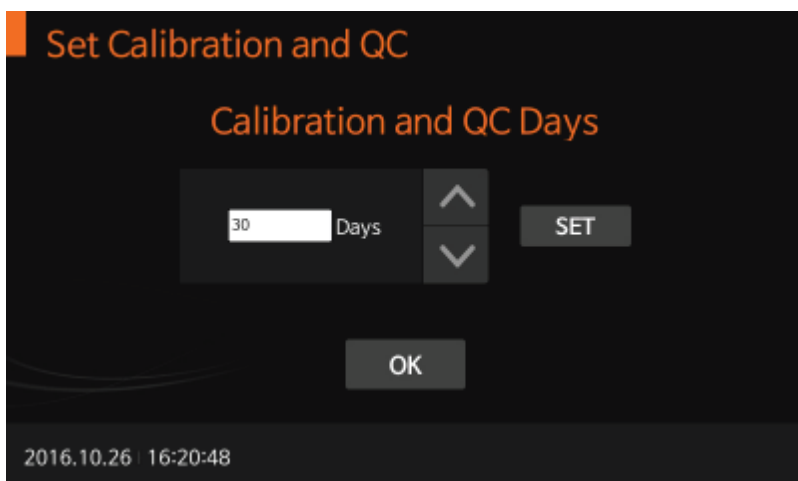 Set Calibration and QC
Calibration and QC Days
30 Days
SET
OK
2016.10.26 16:20:48